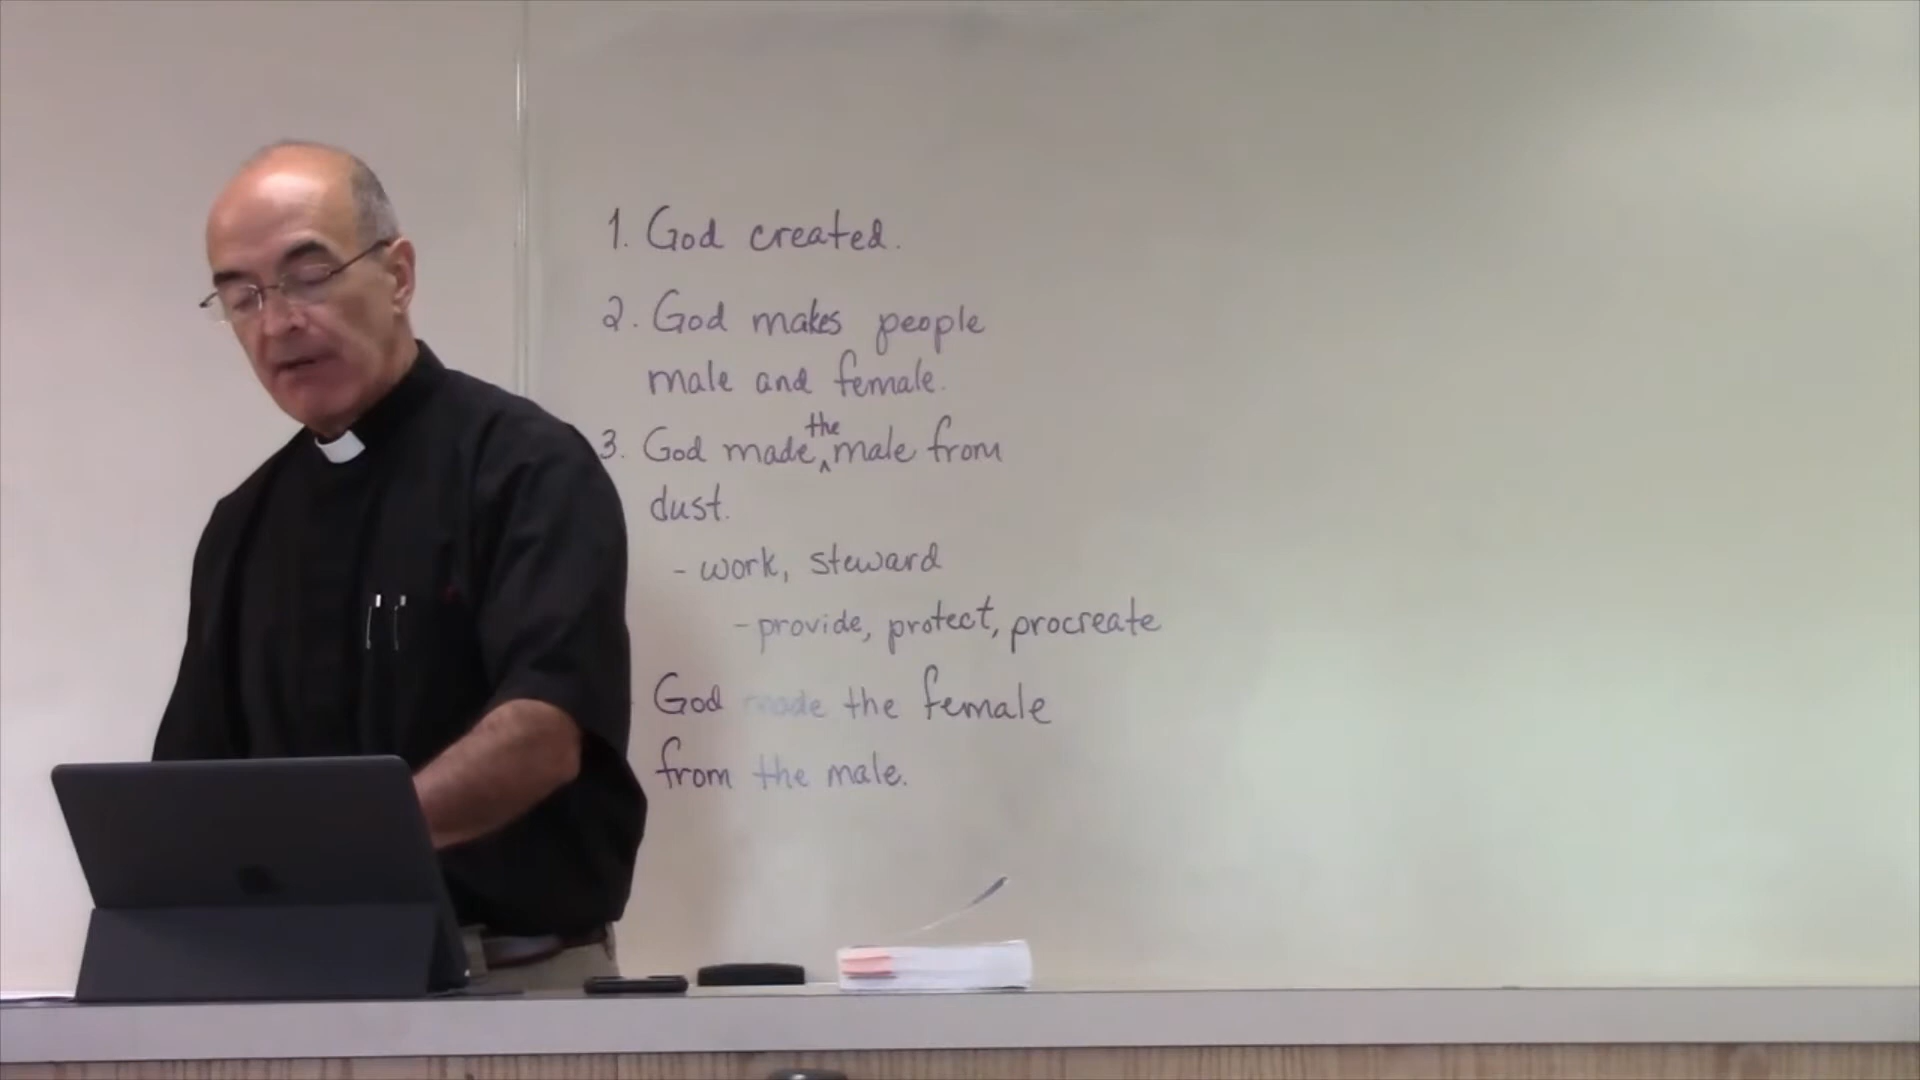 1. God created.
2. God makes people
male and female.
3. God made the male from
dust.
- work, steward
- provide, protect, procreate
God made the female
from the male.